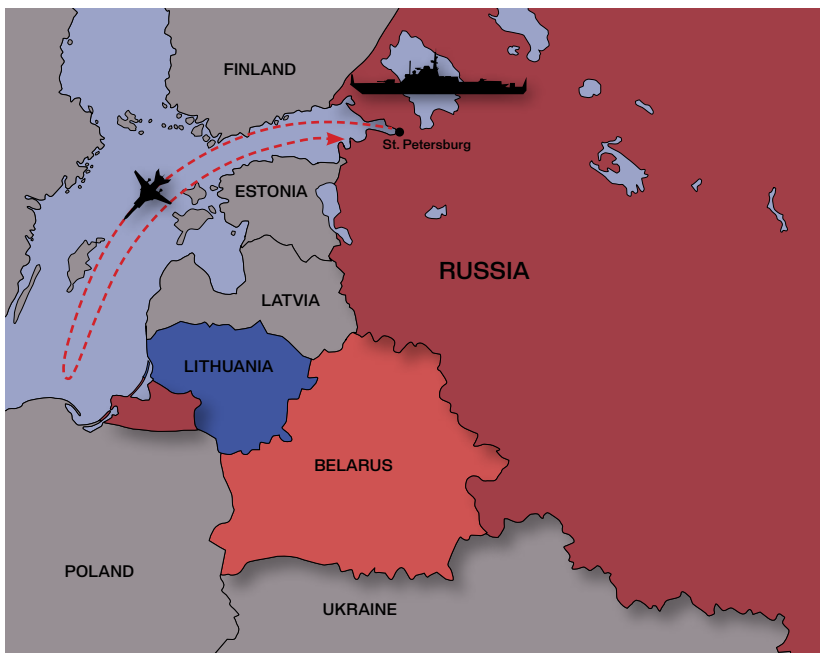 FINLAND
St. Petersburg
ESTONIA
RUSSIA
LATVIA
LITHUANIA
BELARUS
POLAND
UKRAINE